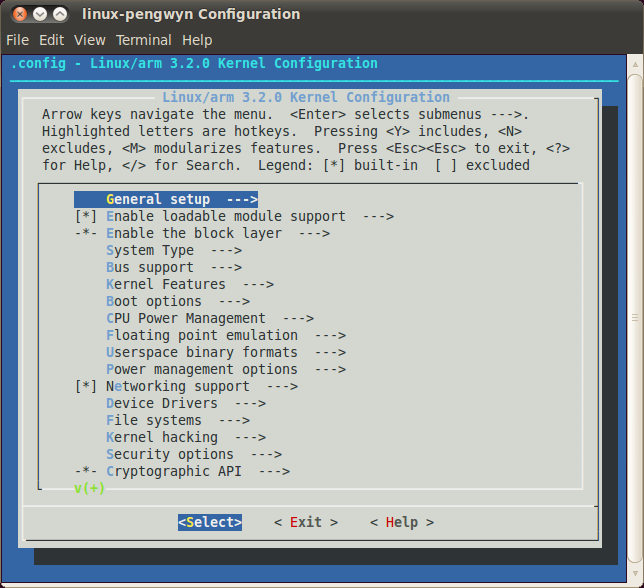 linux-pengwyn Configuration
File Edit View Terminal Help
.config - Linux/arm 3.2.0 Kernel Configuration
Linux/arm 3.2.0 Kernel Configuration
Arrow keys navigate the menu. <Enter> selects submenus --->.
Highlighted letters are hotkeys. Pressing <Y> includes, <N>
excludes, <M> modularizes features. Press <Esc><Esc> to exit, <?>
for Help, </> for Search. Legend: [*] built-in [ ] excluded
General setup --->
[*] Enable loadable module support --->
-*- Enable the block layer --->
System Type --->
Bus support --->
Kernel Features --->
Boot options --->
CPU Power Management --->
Floating point emulation --->
Userspace binary formats --->
Power management options --->
[*] Networking support --->
Device Drivers --->
File systems --->
Kernel hacking --->
Security options --->
-*- Cryptographic API --->
v(+)
<Select> < Exit > < Help >